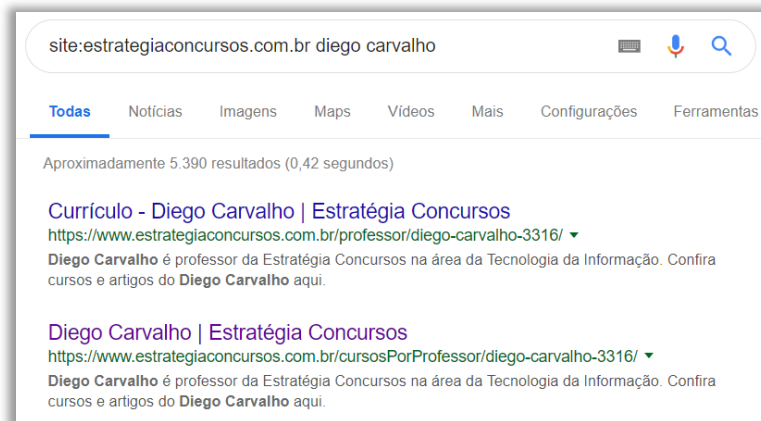 site:estrategiaconcursos.com.br diego carvalho
Todas Notícias Imagens Maps Vídeos Mais Configurações Ferramentas
Aproximadamente 5.390 resultados (0,42 segundos)
Currículo - Diego Carvalho | Estratégia Concursos
https://www.estrategiaconcursos.com.br/professor/diego-carvalho-3316/
Diego Carvalho é professor da Estratégia Concursos na área da Tecnologia da Informação. Confira
cursos e artigos do Diego Carvalho aqui.
Diego Carvalho | Estratégia Concursos
https://www.estrategiaconcursos.com.br/cursosPorProfessor/diego-carvalho-3316/
Diego Carvalho é professor da Estratégia Concursos na área da Tecnologia da Informação. Confira
cursos e artigos do Diego Carvalho aqui.